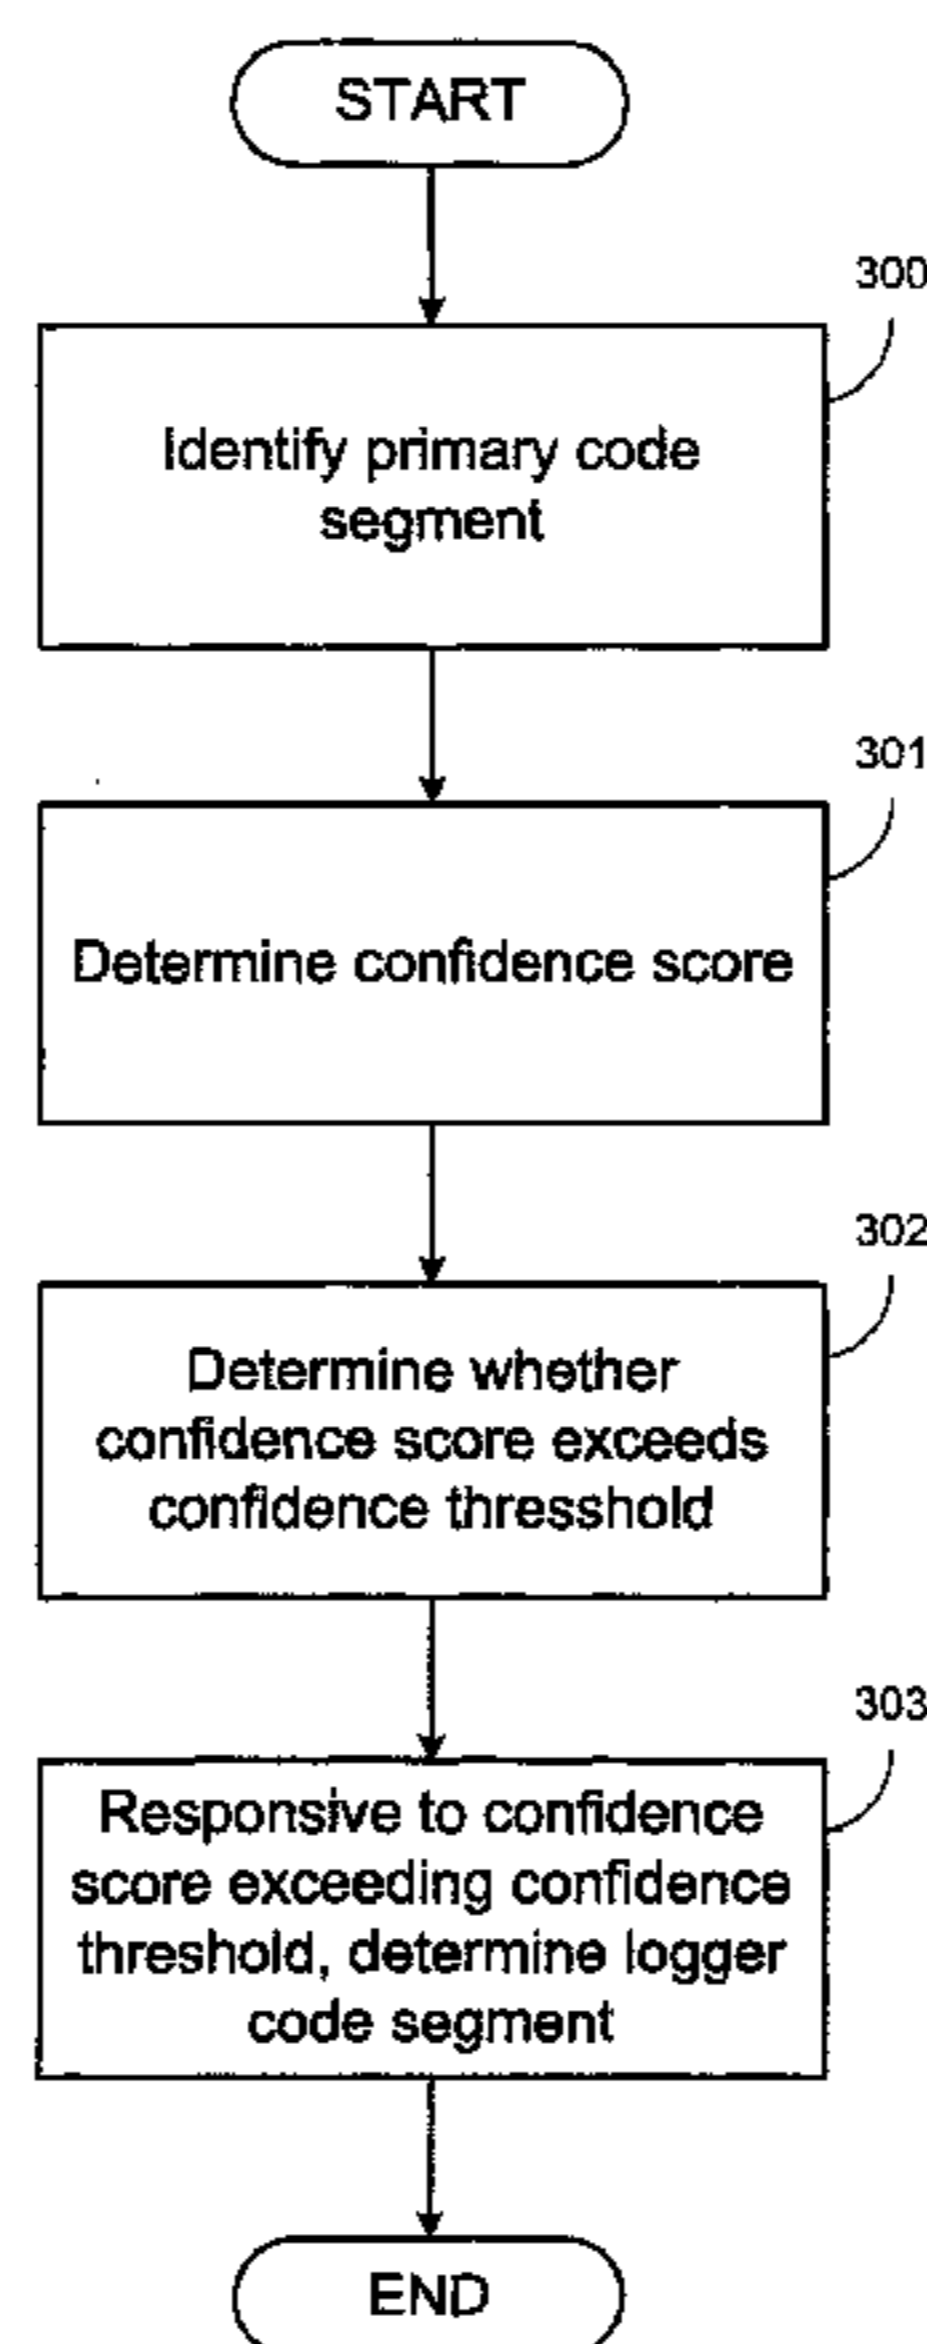 START
300
Identify primary code
segment
301
Determine confidence score
302
Determine whether
confidence score exceeds
confidence thresshold
303
Responsive to confidence
score exceeding confidence
threshold, determine logger
code segment
END